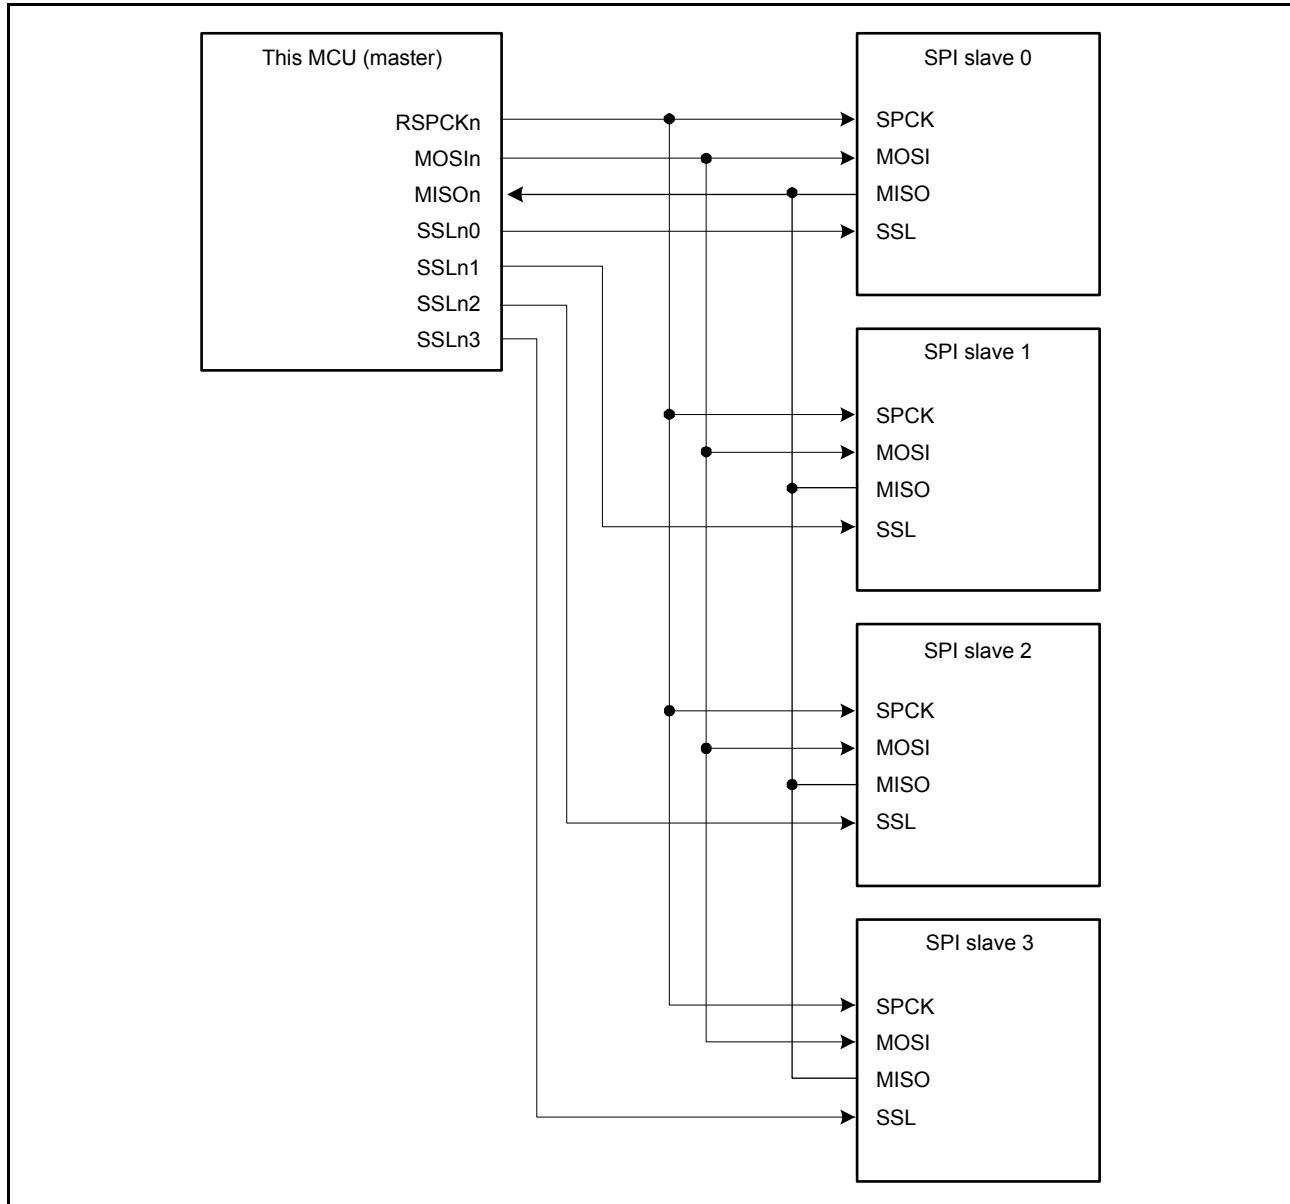 This MCU (master)
RSPCKn
MOSIn
MISOn
SSLn0
SSLn1
SSLn2
SSLn3
SPI slave 0
SPCK
MOSI
MISO
SSL
SPI slave 1
SPCK
MOSI
MISO
SSL
SPI slave 2
SPCK
MOSI
MISO
SSL
SPI slave 3
SPCK
MOSI
MISO
SSL